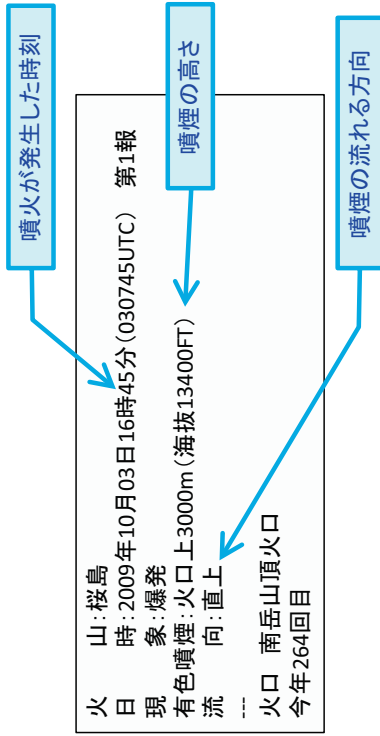 噴火が発生した時刻
火　　山：桜島
日　　時：2009年10月03日16時45分（030745UTC）　第1報
現　　象：爆発
有色噴煙：火口上3000m（海抜13400FT）
流　　向：直上
---
火口　南岳山頂火口
今年264回目
噴煙の高さ
噴煙の流れる方向